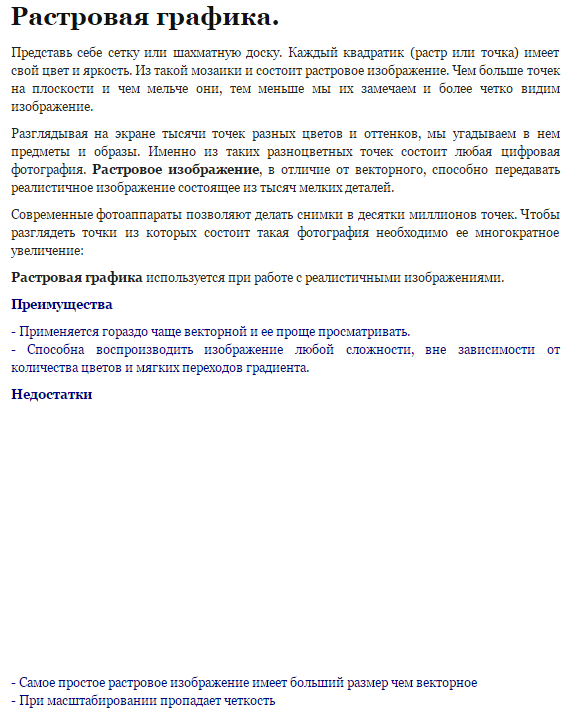 Растровая графика.
Представь себе сетку или шахматную доску. Каждый квадратик (растр или точка) имеет
свой цвет и яркость. Из такой мозаики и состоит растровое изображение. Чем больше точек
на плоскости и чем мельче они, тем меньше мы их замечаем и более четко видим
изображение.
Разглядывая на экране тысячи точек разных цветов и оттенков, мы угадываем в нем
предметы и образы. Именно из таких разноцветных точек состоит любая цифровая
фотография. Растровое изображение, в отличие от векторного, способно передавать
реалистичное изображение состоящее из тысяч мелких деталей.
Современные фотоаппараты позволяют делать снимки в десятки миллионов точек. Чтобы
разглядеть точки из которых состоит такая фотография необходимо ее многократное
увеличение:
Растровая графика используется при работе с реалистичными изображениями.
Преимущества
- Применяется гораздо чаще векторной и ее проще просматривать.
- Способна воспроизводить изображение любой сложности, вне зависимости от
количества цветов и мягких переходов градиента.
Недостатки
- Самое простое растровое изображение имеет больший размер чем векторное
- При масштабировании пропадает четкость